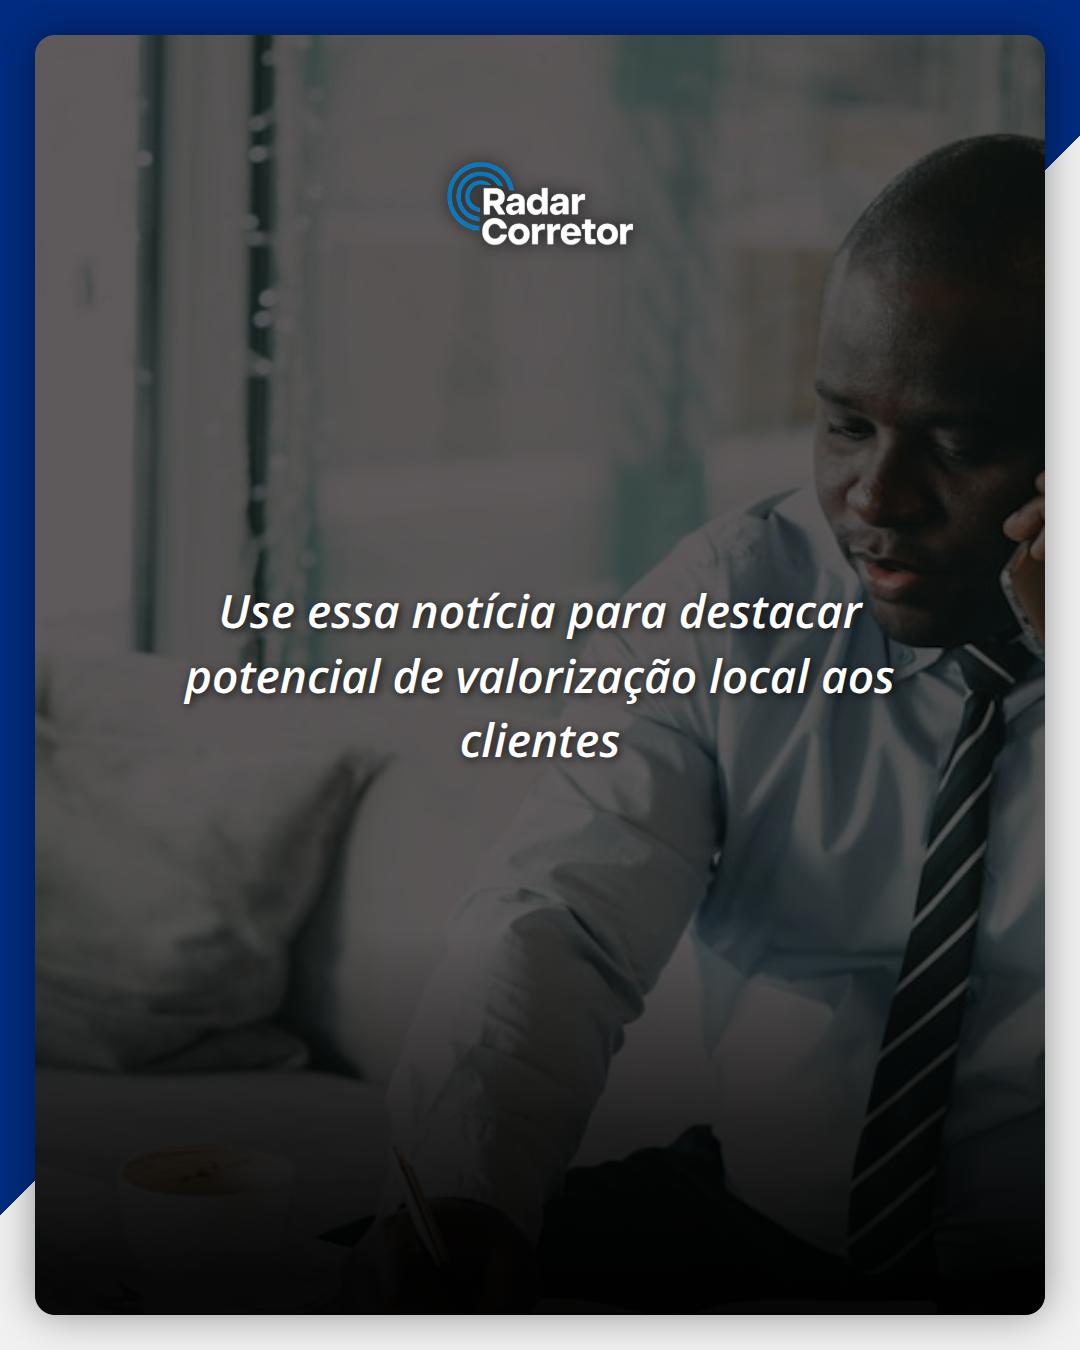 Radar
Corretor
Use essa notícia para destacar
potencial de valorização local aos
clientes